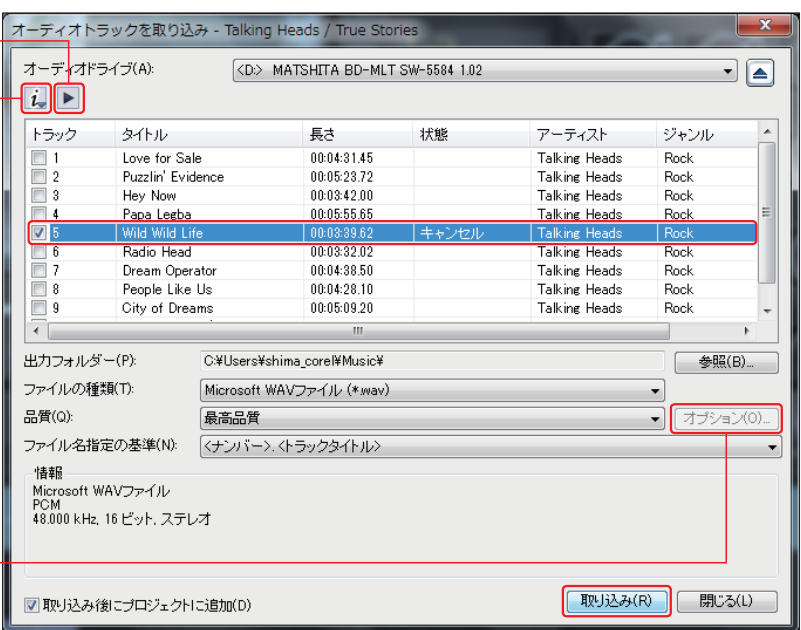 オーディオトラックを取り込み - Talking Heads / True Stories
オーディオドライブ(A): <D:> MATSHITA BD-MLT SW-5584 1.02
トラック タイトル 長さ 状態 アーティスト ジャンル
1 Love for Sale 00:04:31.45 Talking Heads Rock
2 Puzzlin' Evidence 00:05:23.72 Talking Heads Rock
3 Hey Now 00:03:42.00 Talking Heads Rock
4 Papa Legba 00:05:55.65 Talking Heads Rock
5 Wild Wild Life 00:03:39.62 キャンセル Talking Heads Rock
6 Radio Head 00:03:32.02 Talking Heads Rock
7 Dream Operator 00:04:38.50 Talking Heads Rock
8 People Like Us 00:04:28.10 Talking Heads Rock
9 City of Dreams 00:05:09.20 Talking Heads Rock
出力フォルダー(P): C:¥Users¥shima_corel¥Music¥ 参照(B)...
ファイルの種類(T): Microsoft WAVファイル (*.wav)
品質(Q): 最高品質 オプション(O)...
ファイル名指定の基準(N): <ナンバー>.<トラックタイトル>
情報
Microsoft WAVファイル
PCM
48.000 kHz, 16 ビット, ステレオ
取り込み後にプロジェクトに追加(D) 取り込み(R) 閉じる(L)